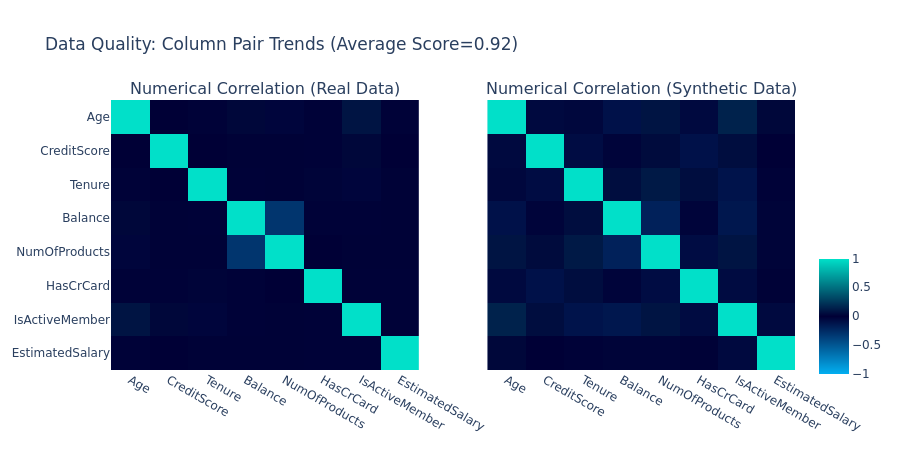 Data Quality: Column Pair Trends (Average Score=0.92)
Numerical Correlation (Real Data)
Numerical Correlation (Synthetic Data)
Age
CreditScore
Tenure
Balance
NumOfProducts
HasCrCard
IsActiveMember
EstimatedSalary
Age
CreditScore
Tenure
Balance
NumOfProducts
HasCrCard
IsActiveMember
EstimatedSalary
Age
CreditScore
Tenure
Balance
NumOfProducts
HasCrCard
IsActiveMember
EstimatedSalary
1
0.5
0
−0.5
−1